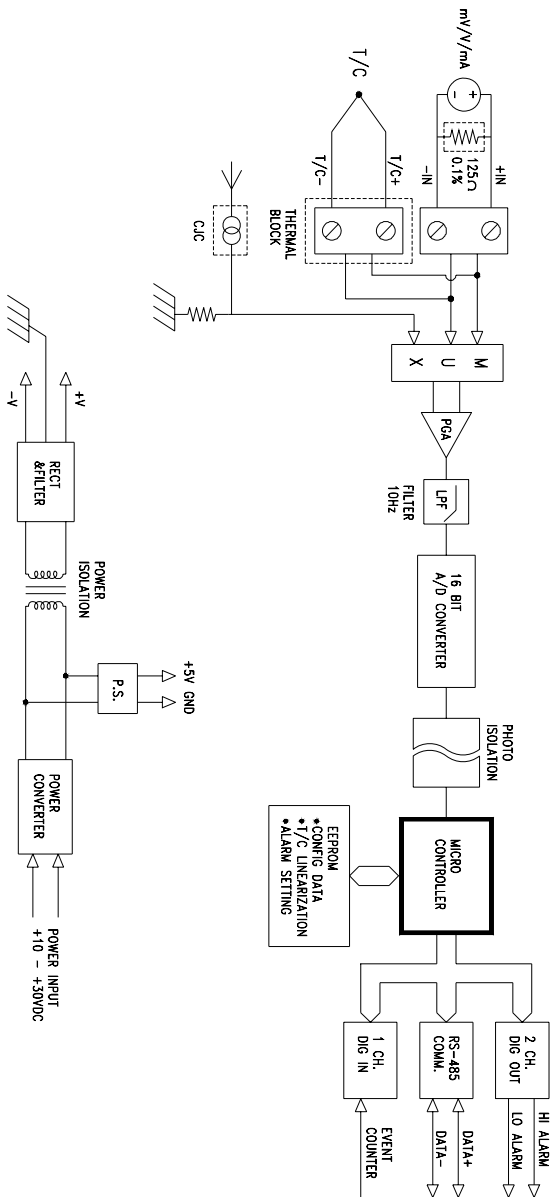 mV/V/mA
+
-
125Ω
0.1%
+IN
-IN
T/C
T/C+
T/C-
THERMAL
BLOCK
CJC
M
U
X
PGA
LPF
FILTER
10Hz
16 BIT
A/D CONVERTER
PHOTO
ISOLATION
MICRO
CONTROLLER
EEPROM
*CONFIG DATA
*T/C LINEARIZATION
*ALARM SETTING
2 CH.
DIG OUT
HI ALARM
LO ALARM
RS-485
COMM.
DATA+
DATA-
1 CH.
DIG IN
EVENT
COUNTER
+V
-V
RECT
&FILTER
POWER
ISOLATION
P.S.
+5V GND
POWER
CONVERTER
POWER INPUT
+10 - +30VDC